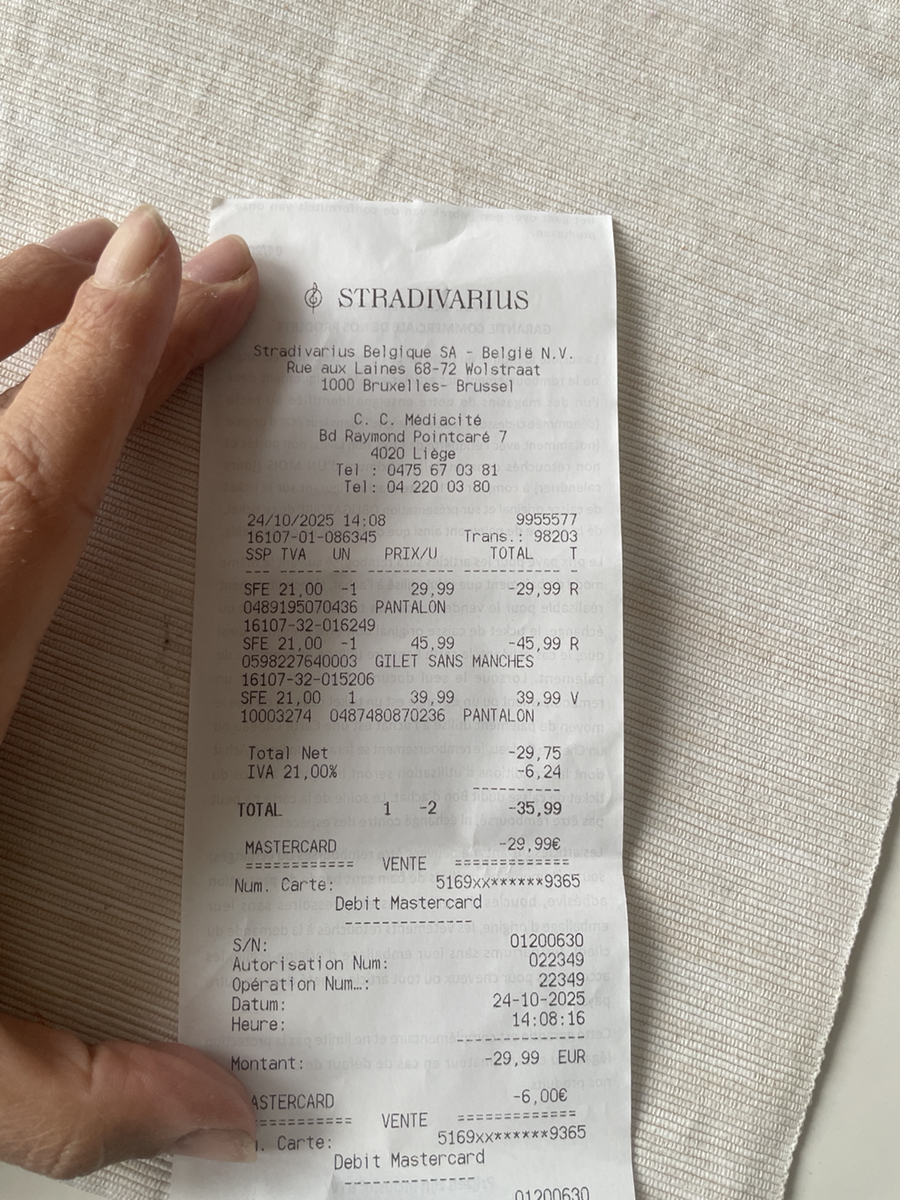 STRADIVARIUS
Stradivarius Belgique SA - België N.V.
Rue aux Laines 68-72 Wolstraat
1000 Bruxelles- Brussel
C. C. Médiacité
Bd Raymond Pointcaré 7
4020 Liège
Tel : 0475 67 03 81
Tel: 04 220 03 80
24/10/2025 14:08 9955577
16107-01-086345 Trans.: 98203
SSP TVA UN PRIX/U TOTAL T
--- ----- --- --------- -------- ---
SFE 21,00 -1 29,99 -29,99 R
0489195070436 PANTALON
16107-32-016249
SFE 21,00 -1 45,99 -45,99 R
0598227640003 GILET SANS MANCHES
16107-32-015206
SFE 21,00 1 39,99 39,99 V
10003274 0487480870236 PANTALON
Total Net -29,75
IVA 21,00% -6,24
----------
TOTAL 1 -2 -35,99
MASTERCARD -29,99€
============ VENTE =============
Num. Carte: 5169xx******9365
Debit Mastercard
--------------
S/N: 01200630
Autorisation Num: 022349
Opération Num…: 22349
Datum: 24-10-2025
Heure: 14:08:16
--------------
Montant: -29,99 EUR
ASTERCARD -6,00€
=========== VENTE =============
. Carte: 5169xx******9365
Debit Mastercard
--------------
01200630